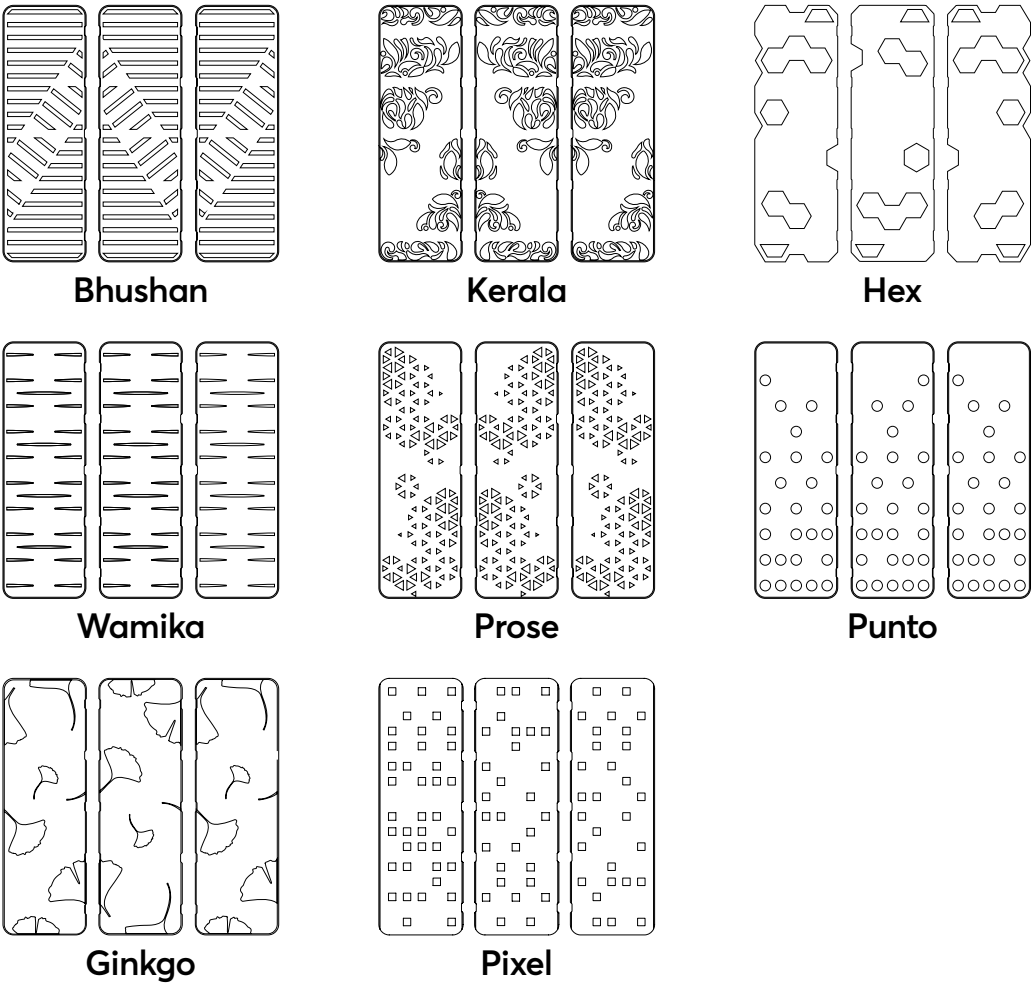 Bhushan
Kerala
Hex
Wamika
Prose
Punto
Ginkgo
Pixel